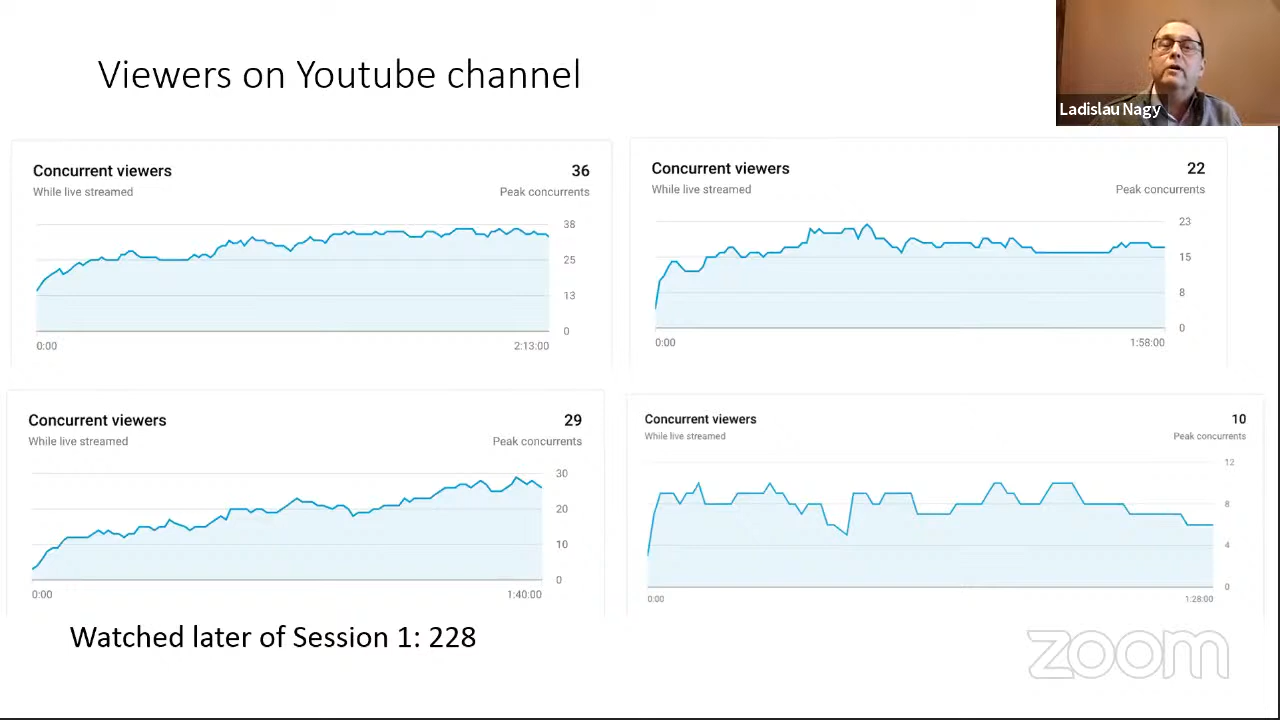 Viewers on Youtube channel
Ladislau Nagy
Concurrent viewers
36
While live streamed
Peak concurrents
38
25
13
0
0:00
2:13:00
Concurrent viewers
22
While live streamed
Peak concurrents
23
15
8
0
0:00
1:58:00
Concurrent viewers
29
While live streamed
Peak concurrents
30
20
10
0
0:00
1:40:00
Concurrent viewers
10
While live streamed
Peak concurrents
12
8
4
0
0:00
1:28:00
Watched later of Session 1: 228
zoom